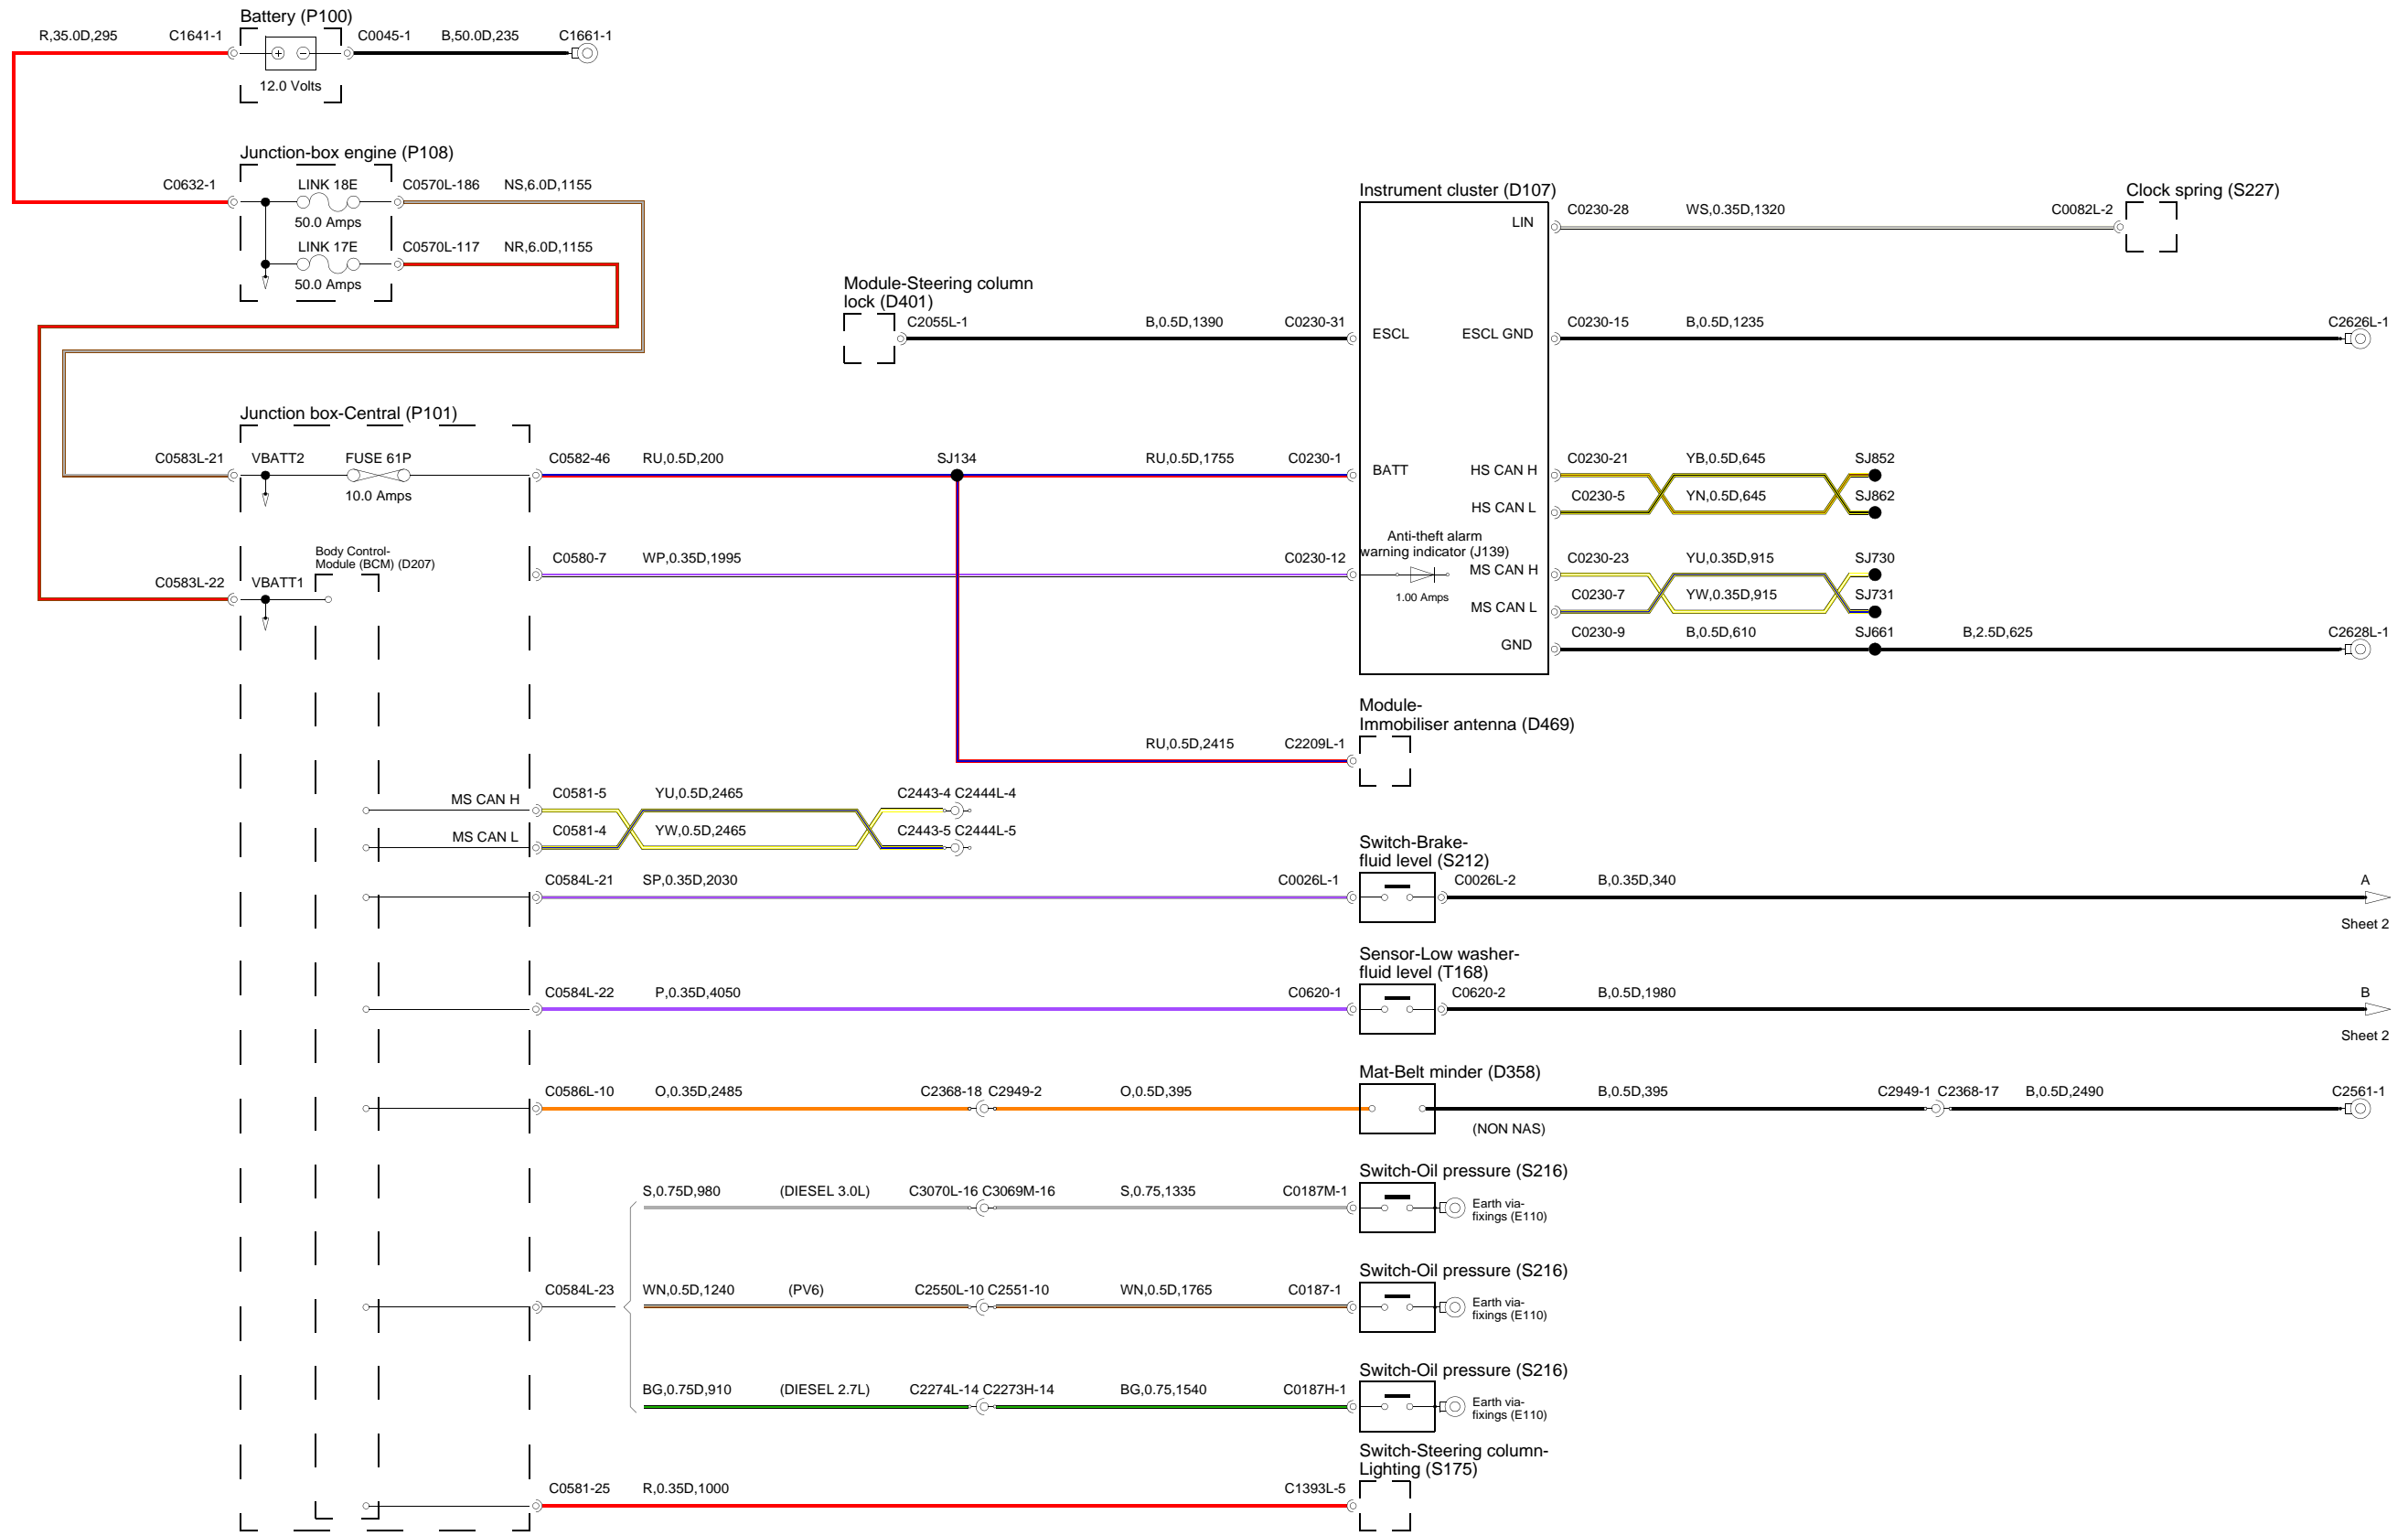 Battery (P100)
R,35.0D,295 C1641-1 C0045-1 B,50.0D,235 C1661-1
12.0 Volts
Junction-box engine (P108)
C0632-1 LINK 18E C0570L-186 NS,6.0D,1155
50.0 Amps
LINK 17E C0570L-117 NR,6.0D,1155
50.0 Amps
Instrument cluster (D107)
Clock spring (S227)
LIN C0230-28 WS,0.35D,1320 C0082L-2
Module-Steering column
lock (D401)
C2055L-1 B,0.5D,1390 C0230-31 ESCL ESCL GND C0230-15 B,0.5D,1235 C2626L-1
Junction box-Central (P101)
C0583L-21 VBATT2 FUSE 61P C0582-46 RU,0.5D,200 SJ134 RU,0.5D,1755 C0230-1 BATT HS CAN H C0230-21 YB,0.5D,645 SJ852
10.0 Amps
HS CAN L C0230-5 YN,0.5D,645 SJ862
Body Control-
Module (BCM) (D207)
C0583L-22 VBATT1
C0580-7 WP,0.35D,1995 C0230-12
Anti-theft alarm
warning indicator (J139)
1.00 Amps
MS CAN H C0230-23 YU,0.35D,915 SJ730
MS CAN L C0230-7 YW,0.35D,915 SJ731
GND C0230-9 B,0.5D,610 SJ661 B,2.5D,625 C2628L-1
Module-
Immobiliser antenna (D469)
RU,0.5D,2415 C2209L-1
MS CAN H C0581-5 YU,0.5D,2465 C2443-4 C2444L-4
MS CAN L C0581-4 YW,0.5D,2465 C2443-5 C2444L-5
Switch-Brake-
fluid level (S212)
C0584L-21 SP,0.35D,2030 C0026L-1 C0026L-2 B,0.35D,340 A
Sheet 2
Sensor-Low washer-
fluid level (T168)
C0584L-22 P,0.35D,4050 C0620-1 C0620-2 B,0.5D,1980 B
Sheet 2
Mat-Belt minder (D358)
C0586L-10 O,0.35D,2485 C2368-18 C2949-2 O,0.5D,395 B,0.5D,395 C2949-1 C2368-17 B,0.5D,2490 C2561-1
(NON NAS)
Switch-Oil pressure (S216)
S,0.75D,980 (DIESEL 3.0L) C3070L-16 C3069M-16 S,0.75,1335 C0187M-1
Earth via-
fixings (E110)
Switch-Oil pressure (S216)
C0584L-23 WN,0.5D,1240 (PV6) C2550L-10 C2551-10 WN,0.5D,1765 C0187-1
Earth via-
fixings (E110)
Switch-Oil pressure (S216)
BG,0.75D,910 (DIESEL 2.7L) C2274L-14 C2273H-14 BG,0.75,1540 C0187H-1
Earth via-
fixings (E110)
Switch-Steering column-
Lighting (S175)
C0581-25 R,0.35D,1000 C1393L-5